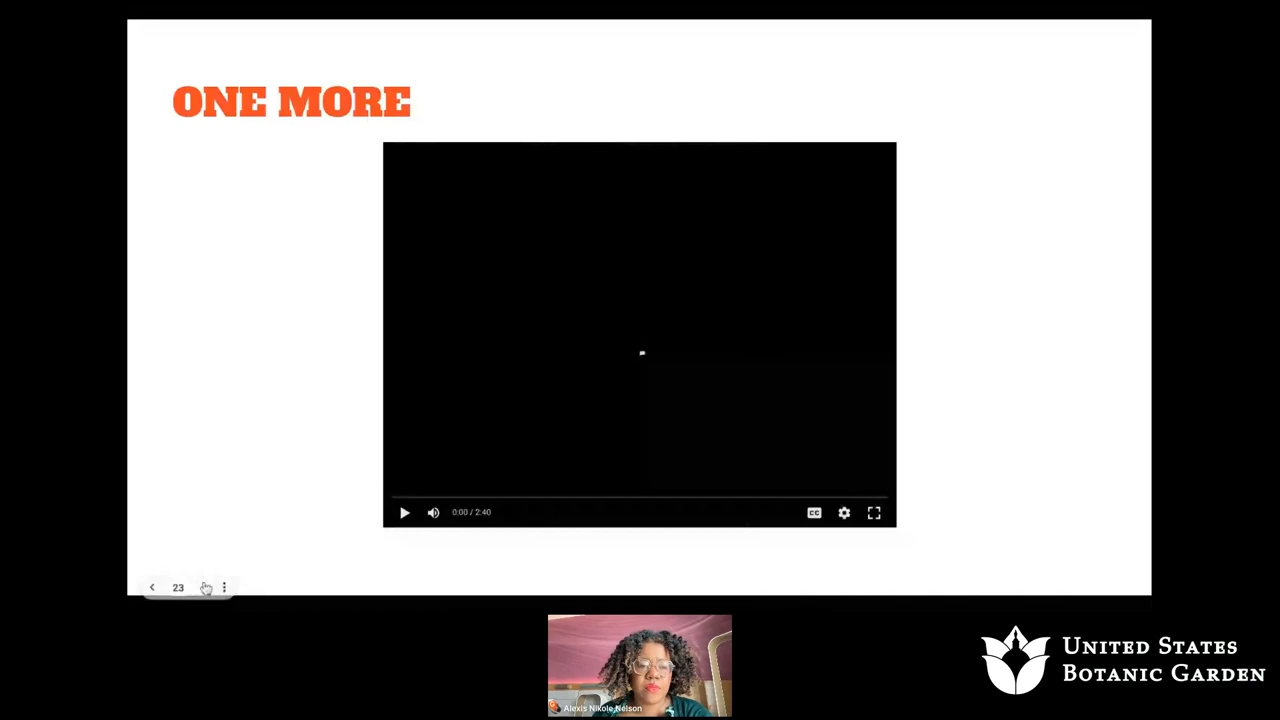 ONE MORE
0:00 / 2:40
CC
23
Alexis Nikole Nelson
UNITED STATES
BOTANIC GARDEN